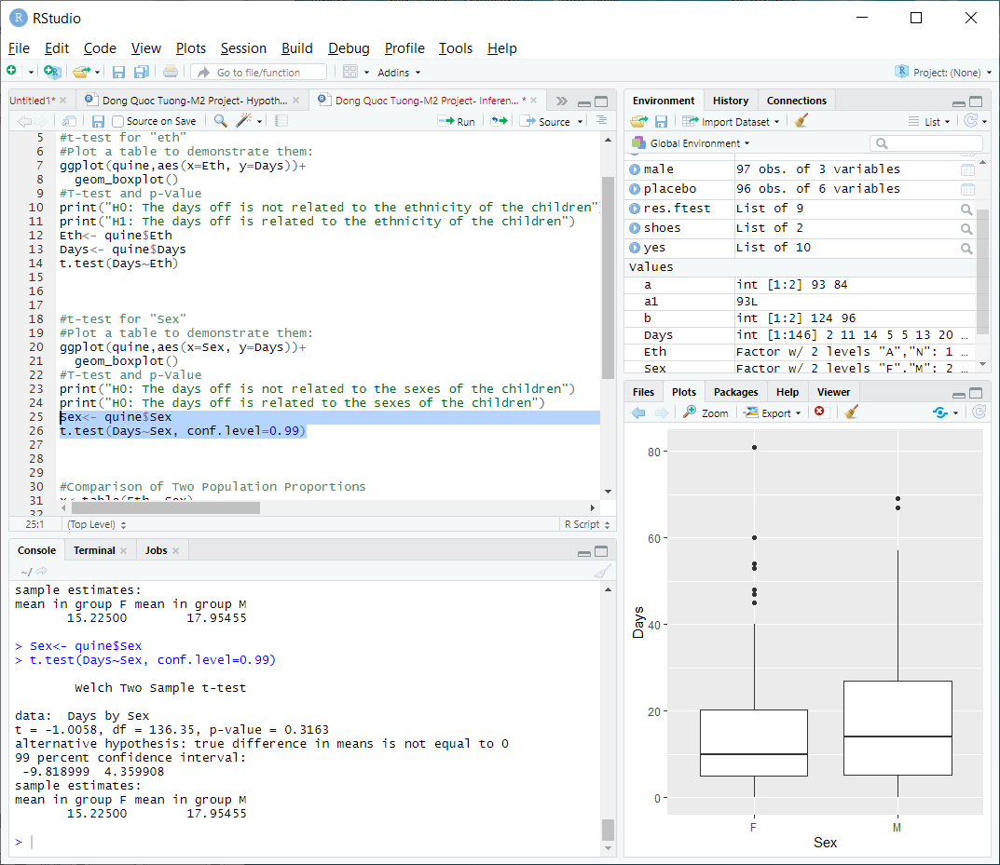 RStudio
File Edit Code View Plots Session Build Debug Profile Tools Help
Go to file/function Addins Project: (None)
Untitled1* Dong Quoc Tuong-M2 Project- Hypoth... Dong Quoc Tuong-M2 Project- Inferen... *
Source on Save Run Source
5 #t-test for "eth"
6 #Plot a table to demonstrate them:
7 ggplot(quine,aes(x=Eth, y=Days))+
8 geom_boxplot()
9 #T-test and p-Value
10 print("H0: The days off is not related to the ethnicity of the children")
11 print("H1: The days off is related to the ethnicity of the children")
12 Eth<- quine$Eth
13 Days<- quine$Days
14 t.test(Days~Eth)
15
16
17
18 #t-test for "Sex"
19 #Plot a table to demonstrate them:
20 ggplot(quine,aes(x=Sex, y=Days))+
21 geom_boxplot()
22 #T-test and p-Value
23 print("H0: The days off is not related to the sexes of the children")
24 print("H0: The days off is related to the sexes of the children")
25 Sex<- quine$Sex
26 t.test(Days~Sex, conf.level=0.99)
27
28
29
30 #Comparison of Two Population Proportions
31 x<-table(Eth, Sex)
32
25:1 (Top Level) R Script
Console Terminal Jobs
~/
sample estimates:
mean in group F mean in group M
15.22500 17.95455
> Sex<- quine$Sex
> t.test(Days~Sex, conf.level=0.99)
Welch Two Sample t-test
data: Days by Sex
t = -1.0058, df = 136.35, p-value = 0.3163
alternative hypothesis: true difference in means is not equal to 0
99 percent confidence interval:
-9.818999 4.359908
sample estimates:
mean in group F mean in group M
15.22500 17.95455
>
Environment History Connections
Import Dataset List
Global Environment
male 97 obs. of 3 variables
placebo 96 obs. of 6 variables
res.ftest List of 9
shoes List of 2
yes List of 10
Values
a int [1:2] 93 84
a1 93L
b int [1:2] 124 96
Days int [1:146] 2 11 14 5 5 13 20 …
Eth Factor w/ 2 levels "A","N": 1 …
Sex Factor w/ 2 levels "F","M": 2 …
Files Plots Packages Help Viewer
Zoom Export
80
60
40
20
0
Days
F M
Sex